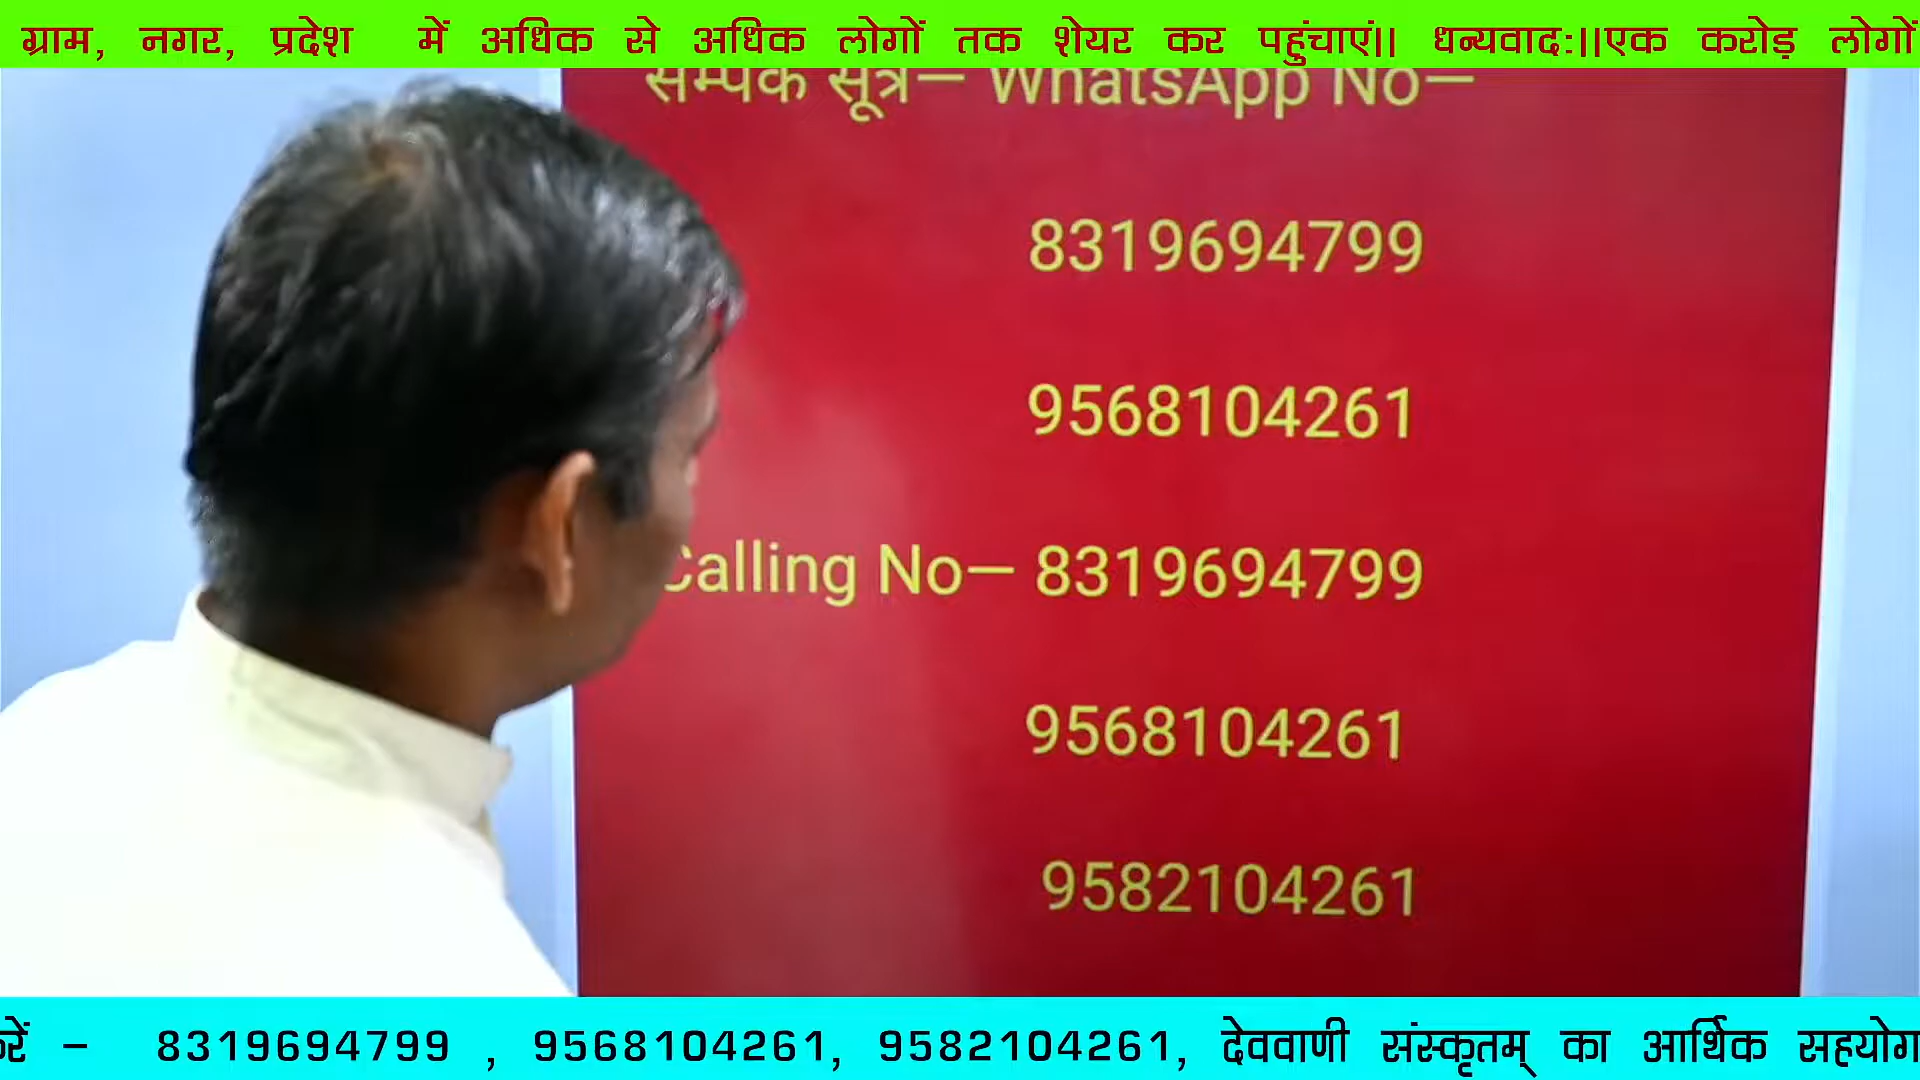 ग्राम, नगर, प्रदेश में अधिक से अधिक लोगों तक शेयर कर पहुंचाएं|| धन्यवादः||एक करोड़ लोगों
सम्पर्क सूत्र— WhatsApp No—
8319694799
9568104261
Calling No— 8319694799
9568104261
9582104261
रें - 8319694799 , 9568104261, 9582104261, देववाणी संस्कृतम् का आर्थिक सहयोग